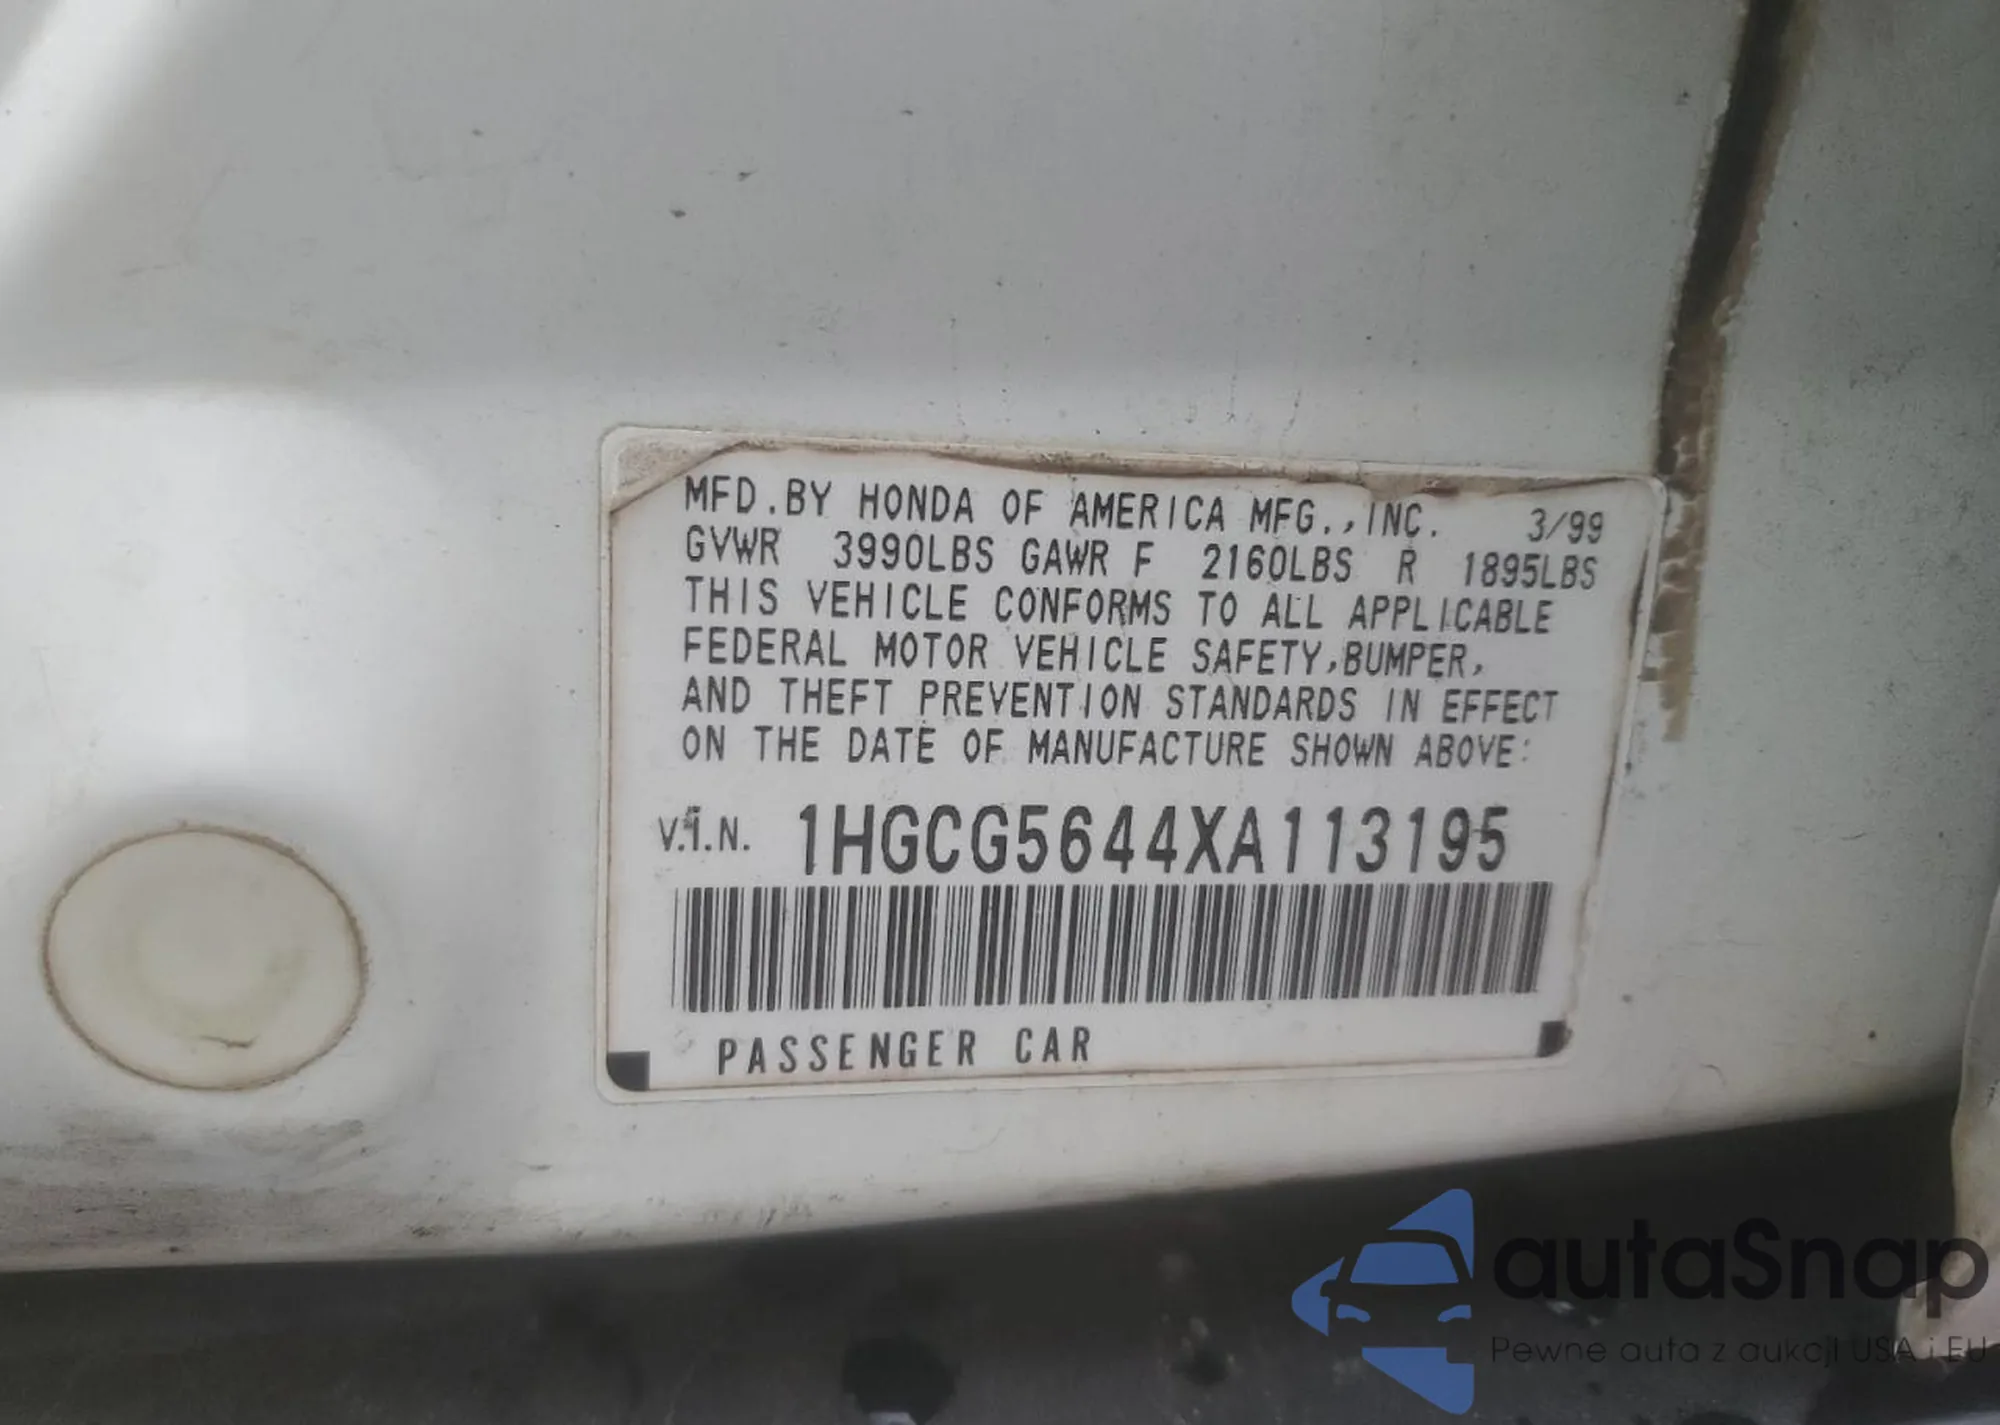 MFD.BY HONDA OF AMERICA MFG.,INC. 3/99
GVWR 3990LBS GAWR F 2160LBS R 1895LBS
THIS VEHICLE CONFORMS TO ALL APPLICABLE
FEDERAL MOTOR VEHICLE SAFETY,BUMPER,
AND THEFT PREVENTION STANDARDS IN EFFECT
ON THE DATE OF MANUFACTURE SHOWN ABOVE:
V.I.N. 1HGCG5644XA113195
PASSENGER CAR
autaSnap
Pewne auta z aukcji USA i EU